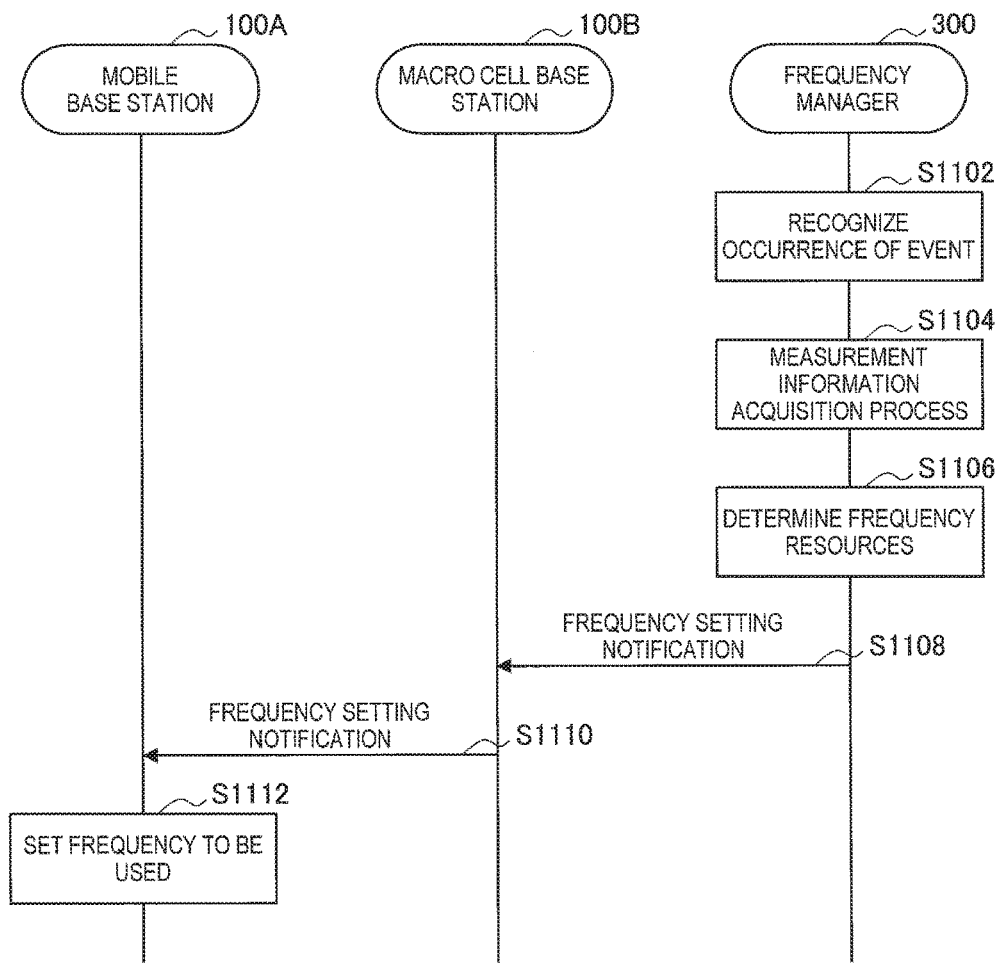 100A
100B
300
MOBILE
BASE STATION
MACRO CELL BASE
STATION
FREQUENCY
MANAGER
S1102
RECOGNIZE
OCCURRENCE OF EVENT
S1104
MEASUREMENT
INFORMATION
ACQUISITION PROCESS
S1106
DETERMINE FREQUENCY
RESOURCES
FREQUENCY SETTING
NOTIFICATION
S1108
FREQUENCY SETTING
NOTIFICATION
S1110
S1112
SET FREQUENCY TO BE
USED